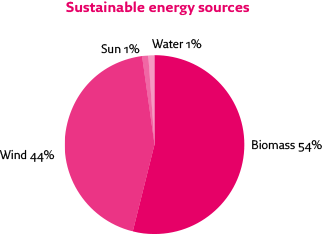 Sustainable energy sources
Sun 1%
Water 1%
Wind 44%
Biomass 54%